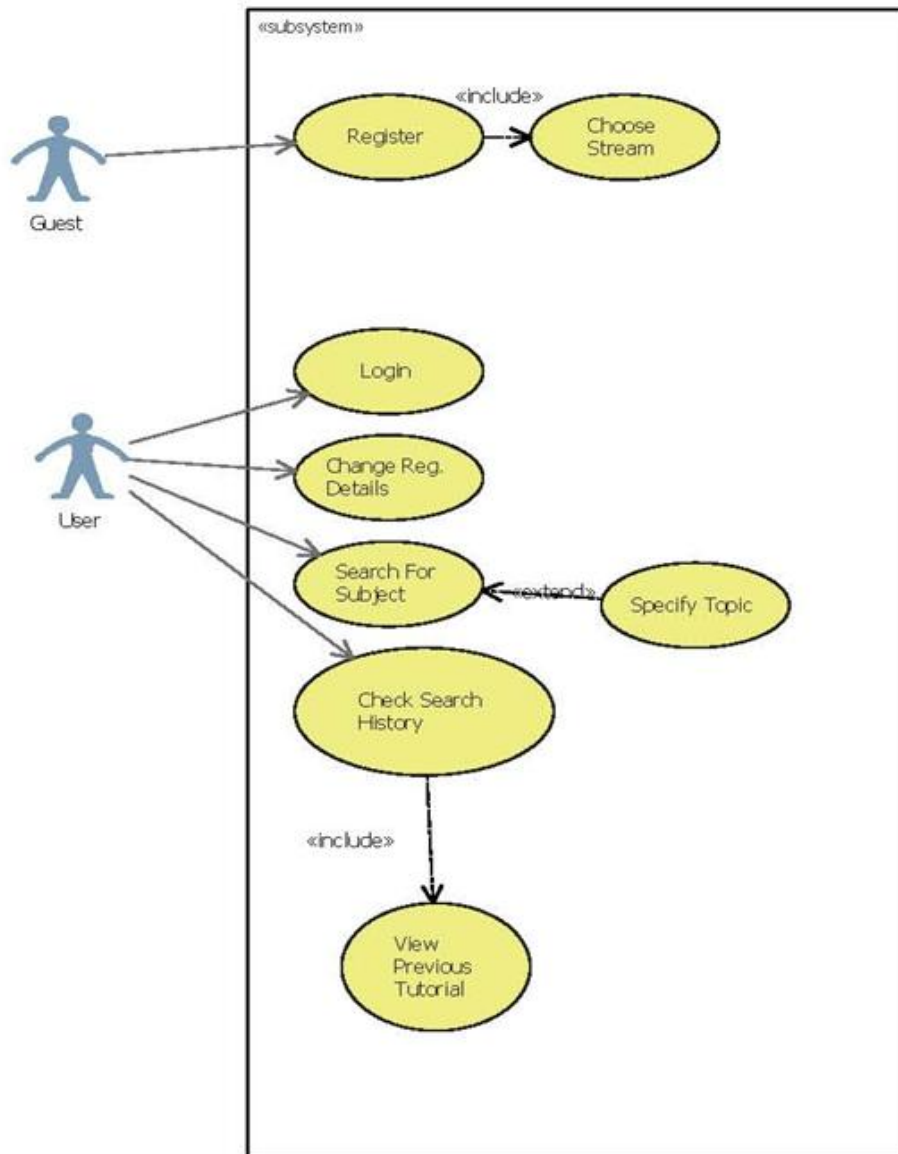 «subsystem»
«include»
Register
Choose
Stream
Guest
Login
User
Change Reg.
Details
Search For
Subject
«extend»
Specify Topic
Check Search
History
«include»
View
Previous
Tutorial